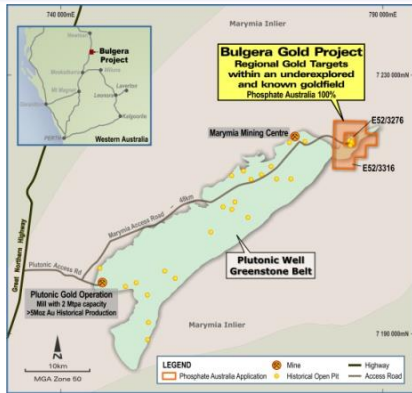 740 000mE
790 000mE
Marymia Inlier
Bulgera
Project
Meekatharra
Wiluna
Leonora
Laverton
Kalgoorlie
PERTH
Western Australia
Bulgera Gold Project
Regional Gold Targets
within an underexplored
and known goldfield
Phosphate Australia 100%
7 230 000mN
E52/3276
Marymia Mining Centre
E52/3316
Marymia Access Road
48km
Great Northern Highway
Plutonic Access Rd
Plutonic Well
Greenstone Belt
Plutonic Gold Operation
Mill with 2 Mtpa capacity
>5Moz Au Historical Production
Marymia Inlier
7 190 000mN
N
10km
MGA Zone 50
LEGEND
Phosphate Australia Application
Mine
Historical Open Pit
Highway
Access Road